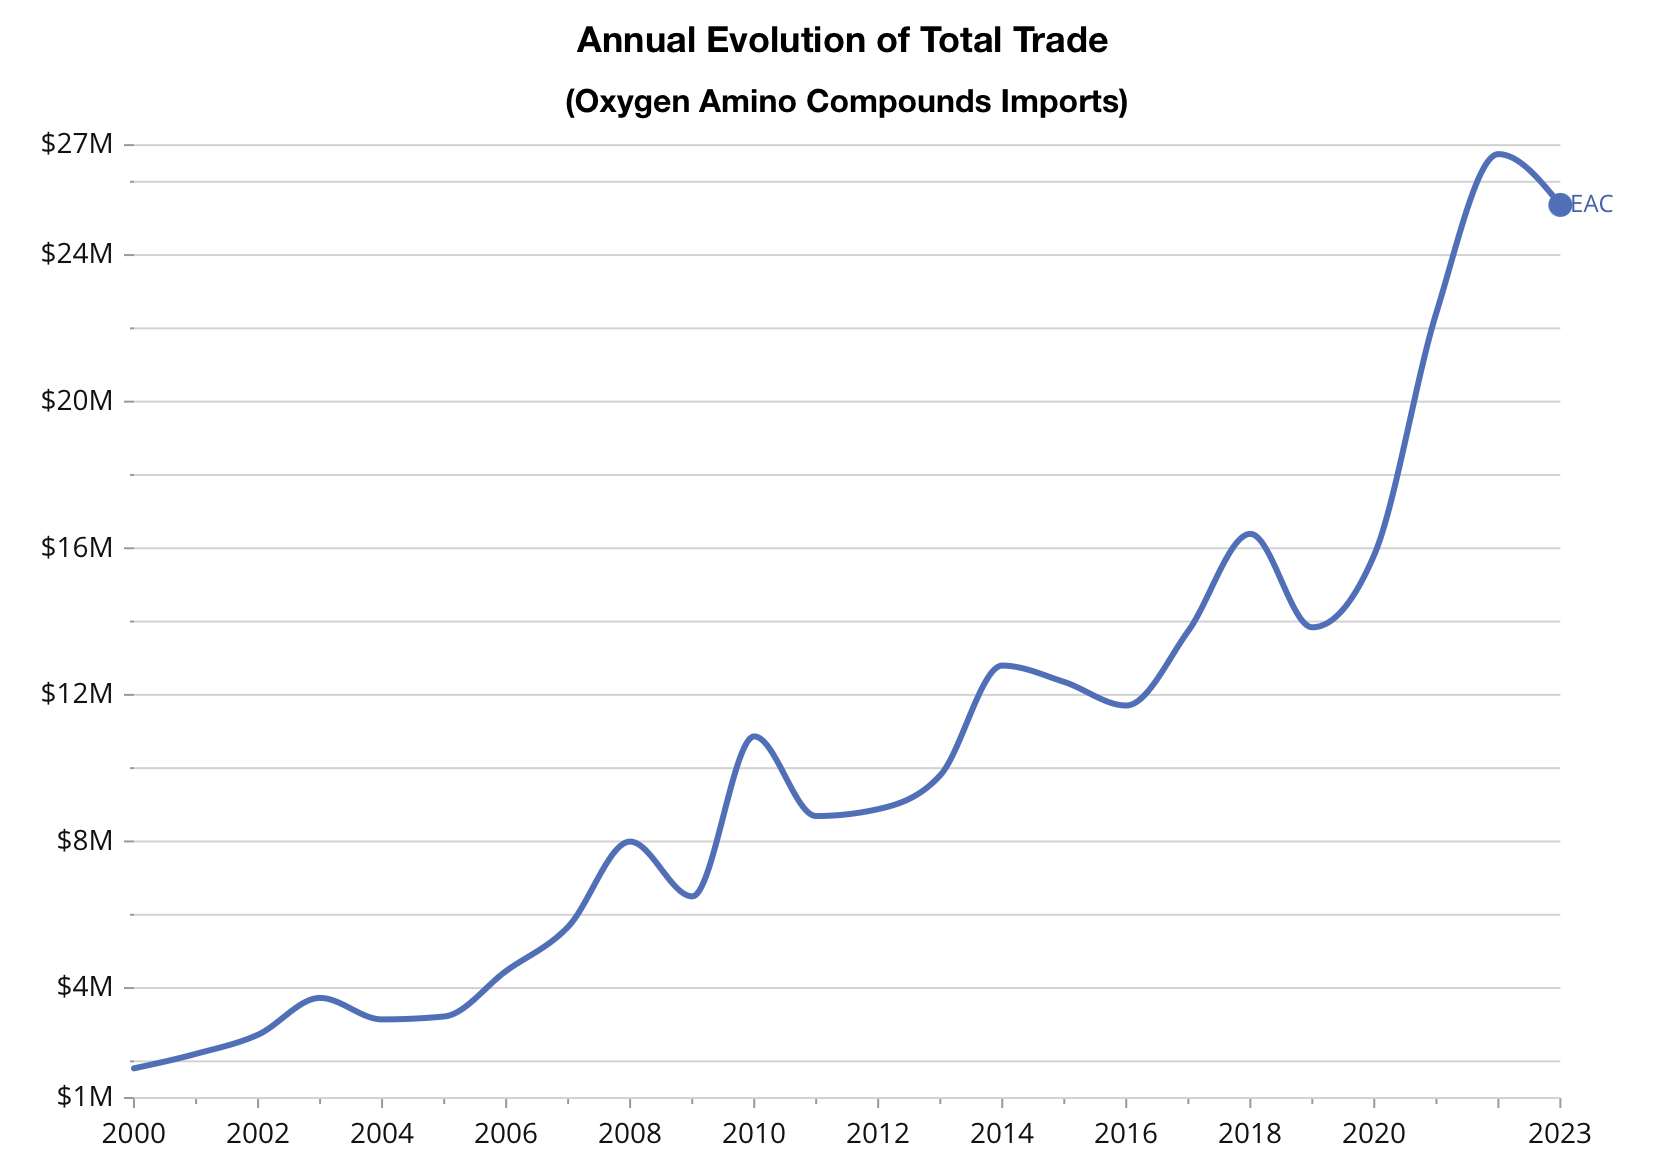 Annual Evolution of Total Trade
(Oxygen Amino Compounds Imports)
$27M
EAC
$24M
$20M
$16M
$12M
$8M
$4M
$1M
2000 2002 2004 2006 2008 2010 2012 2014 2016 2018 2020 2023